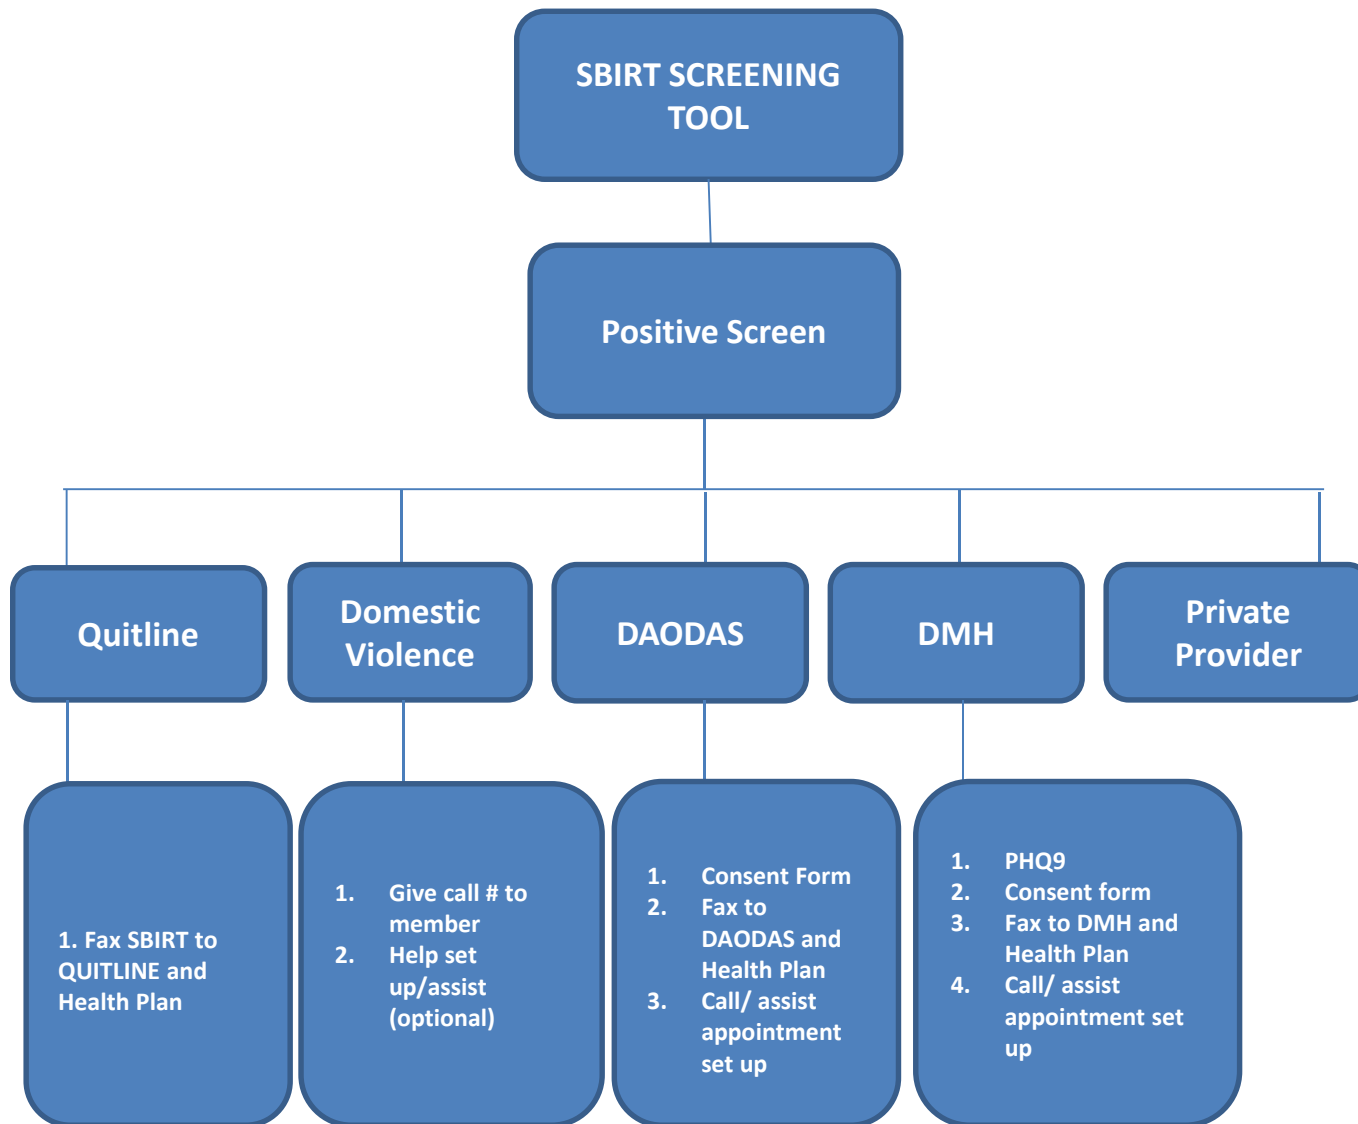 SBIRT SCREENING
TOOL
Positive Screen
Quitline
Domestic
Violence
DAODAS
DMH
Private
Provider
1. Fax SBIRT to
QUITLINE and
Health Plan
1. Give call # to
member
2. Help set
up/assist
(optional)
1. Consent Form
2. Fax to
DAODAS and
Health Plan
3. Call/ assist
appointment
set up
1. PHQ9
2. Consent form
3. Fax to DMH and
Health Plan
4. Call/ assist
appointment set
up